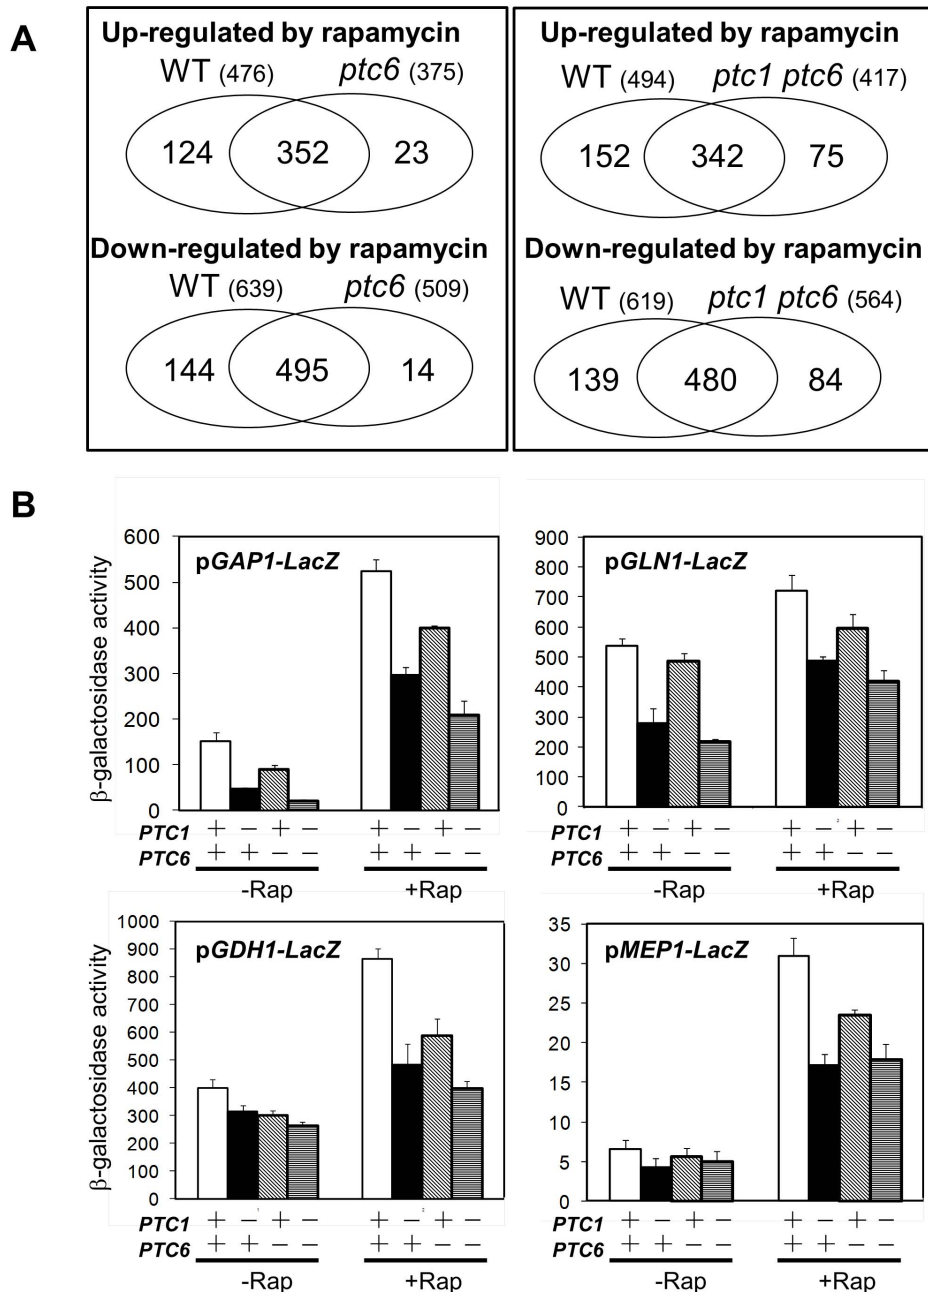 A
Up-regulated by rapamycin
WT (476) ptc6 (375)
124 352 23
Down-regulated by rapamycin
WT (639) ptc6 (509)
144 495 14
Up-regulated by rapamycin
WT (494) ptc1 ptc6 (417)
152 342 75
Down-regulated by rapamycin
WT (619) ptc1 ptc6 (564)
139 480 84
B
pGAP1-LacZ
β-galactosidase activity
600
500
400
300
200
100
0
PTC1 + − + − + − + −
PTC6 + + − − + + − −
-Rap +Rap
pGLN1-LacZ
900
800
700
600
500
400
300
200
100
0
+ − + − + − + −
+ + − − + + − −
PTC1
PTC6
-Rap +Rap
pGDH1-LacZ
β-galactosidase activity
1000
900
800
700
600
500
400
300
200
100
0
PTC1 + − + − + − + −
PTC6 + + − − + + − −
-Rap +Rap
pMEP1-LacZ
35
30
25
20
15
10
5
0
PTC1 + − + − + − + −
PTC6 + + − − + + − −
-Rap +Rap